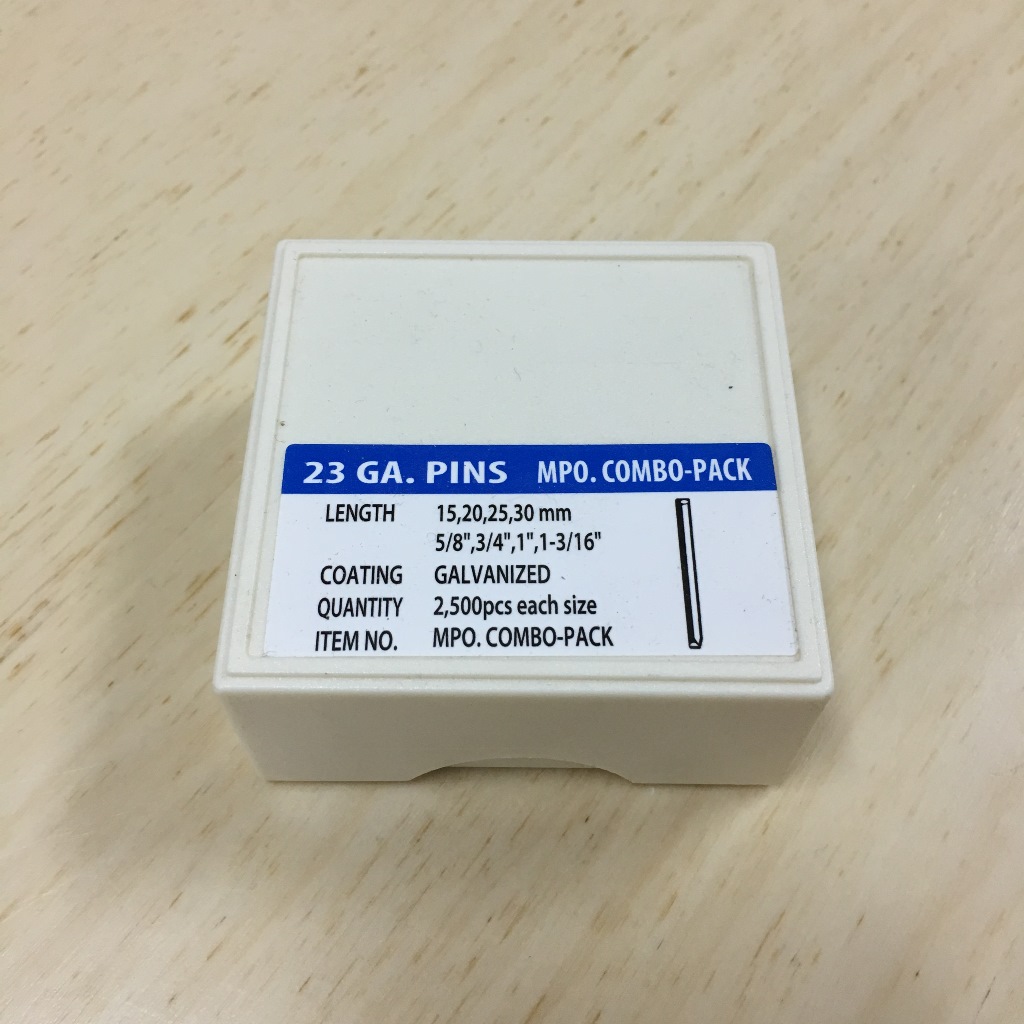 23 GA. PINS MPO. COMBO-PACK
LENGTH 15,20,25,30 mm
5/8",3/4",1",1-3/16"
COATING GALVANIZED
QUANTITY 2,500pcs each size
ITEM NO. MPO. COMBO-PACK